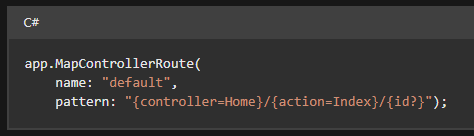 C#
app.MapControllerRoute(
    name: "default",
    pattern: "{controller=Home}/{action=Index}/{id?}");